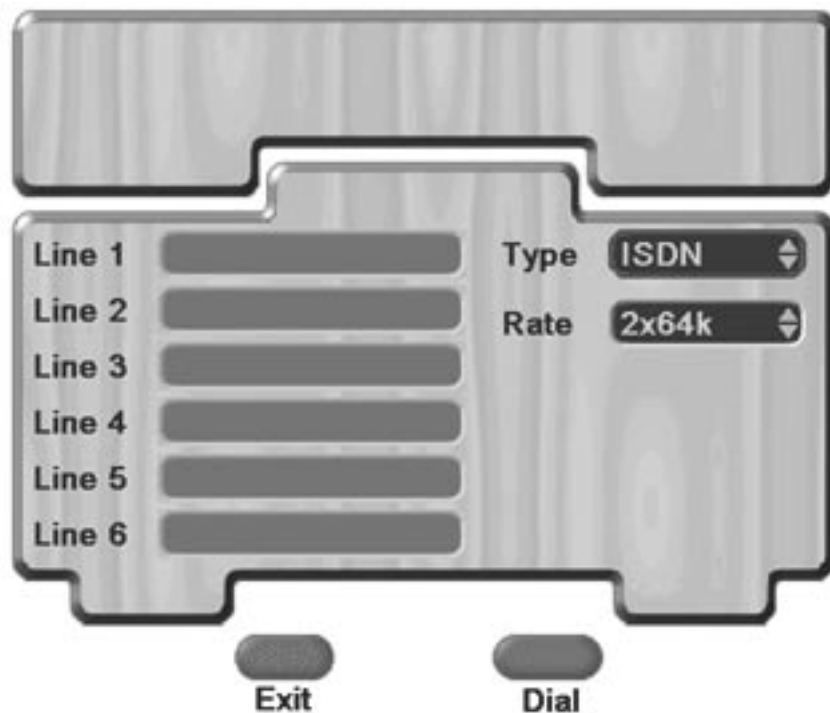 Line 1
Type ISDN
Line 2
Rate 2x64k
Line 3
Line 4
Line 5
Line 6
Exit
Dial